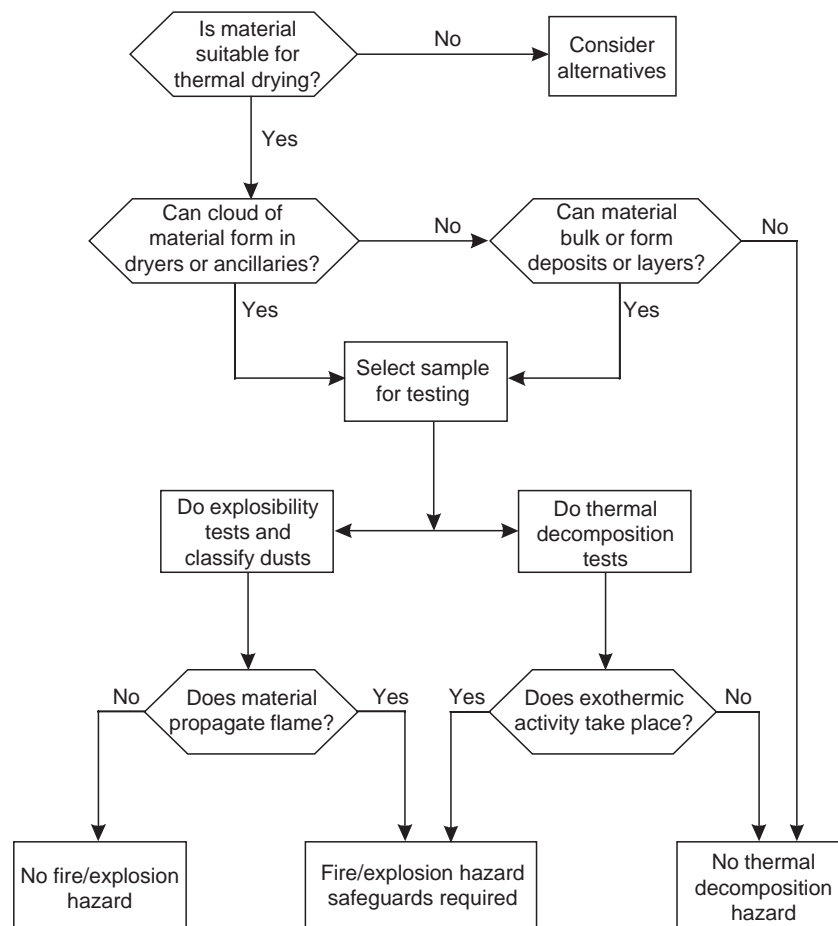 Is material
suitable for
thermal drying?
No
Consider
alternatives
Yes
Can cloud of
material form in
dryers or ancillaries?
No
Can material
bulk or form
deposits or layers?
No
Yes
Yes
Select sample
for testing
Do explosibility
tests and
classify dusts
Do thermal
decomposition
tests
No
Does material
propagate flame?
Yes
Yes
Does exothermic
activity take place?
No
No fire/explosion
hazard
Fire/explosion hazard
safeguards required
No thermal
decomposition
hazard